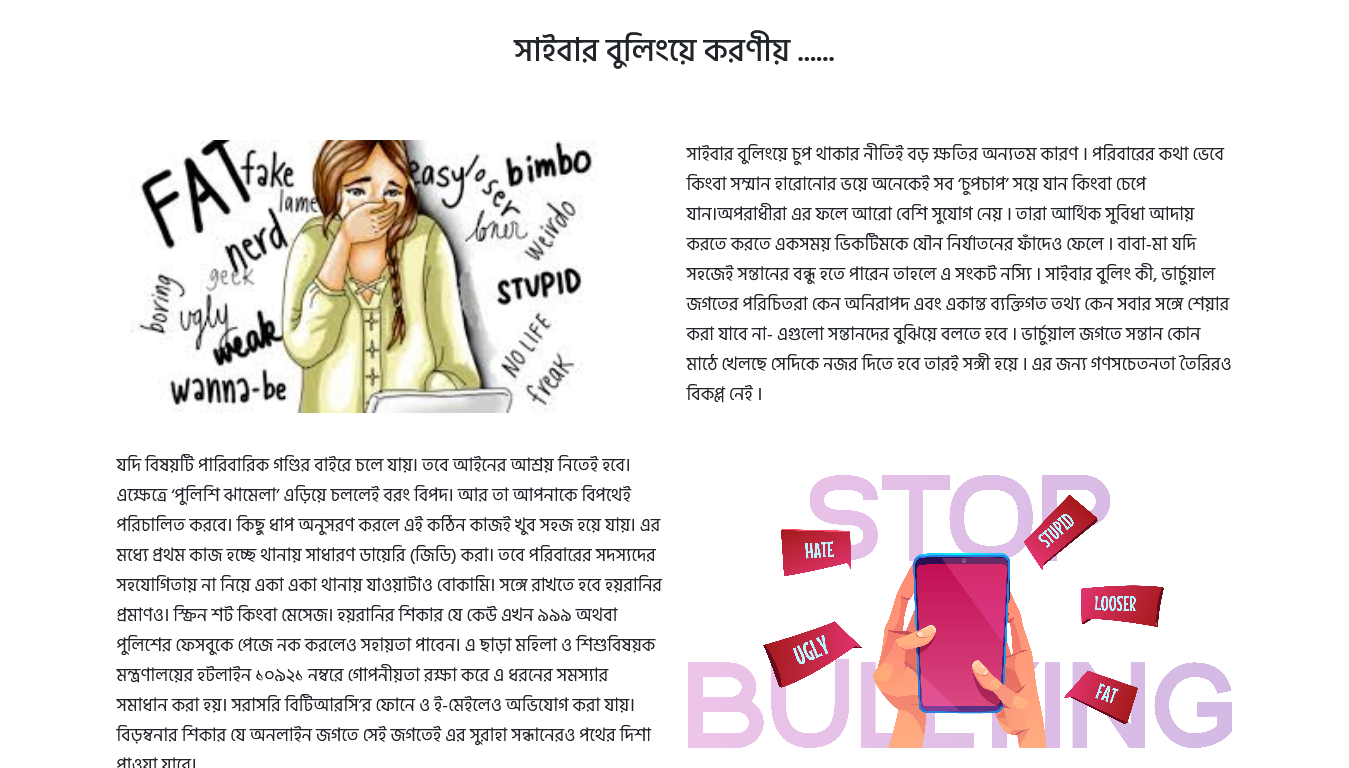 সাইবার বুলিংয়ে করণীয় ......
FAT
fake
lame
nerd
geek
boring
ugly
weak
wanna-be
easy
loser
bimbo
loner
weirdo
STUPID
NO LIFE
freak
সাইবার বুলিংয়ে চুপ থাকার নীতিই বড় ক্ষতির অন্যতম কারণ । পরিবারের কথা ভেবে
কিংবা সম্মান হারোনোর ভয়ে অনেকেই সব ‘চুপচাপ’ সয়ে যান কিংবা চেপে
যান।অপরাধীরা এর ফলে আরো বেশি সুযোগ নেয় । তারা আর্থিক সুবিধা আদায়
করতে করতে একসময় ভিকটিমকে যৌন নির্যাতনের ফাঁদেও ফেলে । বাবা-মা যদি
সহজেই সন্তানের বন্ধু হতে পারেন তাহলে এ সংকট নস্যি । সাইবার বুলিং কী, ভার্চুয়াল
জগতের পরিচিতরা কেন অনিরাপদ এবং একান্ত ব্যক্তিগত তথ্য কেন সবার সঙ্গে শেয়ার
করা যাবে না- এগুলো সন্তানদের বুঝিয়ে বলতে হবে । ভার্চুয়াল জগতে সন্তান কোন
মাঠে খেলছে সেদিকে নজর দিতে হবে তারই সঙ্গী হয়ে । এর জন্য গণসচেতনতা তৈরিরও
বিকল্প নেই ।
যদি বিষয়টি পারিবারিক গণ্ডির বাইরে চলে যায়। তবে আইনের আশ্রয় নিতেই হবে।
এক্ষেত্রে ‘পুলিশি ঝামেলা’ এড়িয়ে চললেই বরং বিপদ। আর তা আপনাকে বিপথেই
পরিচালিত করবে। কিছু ধাপ অনুসরণ করলে এই কঠিন কাজই খুব সহজ হয়ে যায়। এর
মধ্যে প্রথম কাজ হচ্ছে থানায় সাধারণ ডায়েরি (জিডি) করা। তবে পরিবারের সদস্যদের
সহযোগিতায় না নিয়ে একা একা থানায় যাওয়াটাও বোকামি। সঙ্গে রাখতে হবে হয়রানির
প্রমাণও। স্ক্রিন শট কিংবা মেসেজ। হয়রানির শিকার যে কেউ এখন ৯৯৯ অথবা
পুলিশের ফেসবুকে পেজে নক করলেও সহায়তা পাবেন। এ ছাড়া মহিলা ও শিশুবিষয়ক
মন্ত্রণালয়ের হটলাইন ১০৯২১ নম্বরে গোপনীয়তা রক্ষা করে এ ধরনের সমস্যার
সমাধান করা হয়। সরাসরি বিটিআরসি’র ফোনে ও ই-মেইলেও অভিযোগ করা যায়।
বিড়ম্বনার শিকার যে অনলাইন জগতে সেই জগতেই এর সুরাহা সন্ধানেরও পথের দিশা
পাওয়া যাবে।
STOP
HATE
STUPID
LOOSER
UGLY
FAT
BULLYING